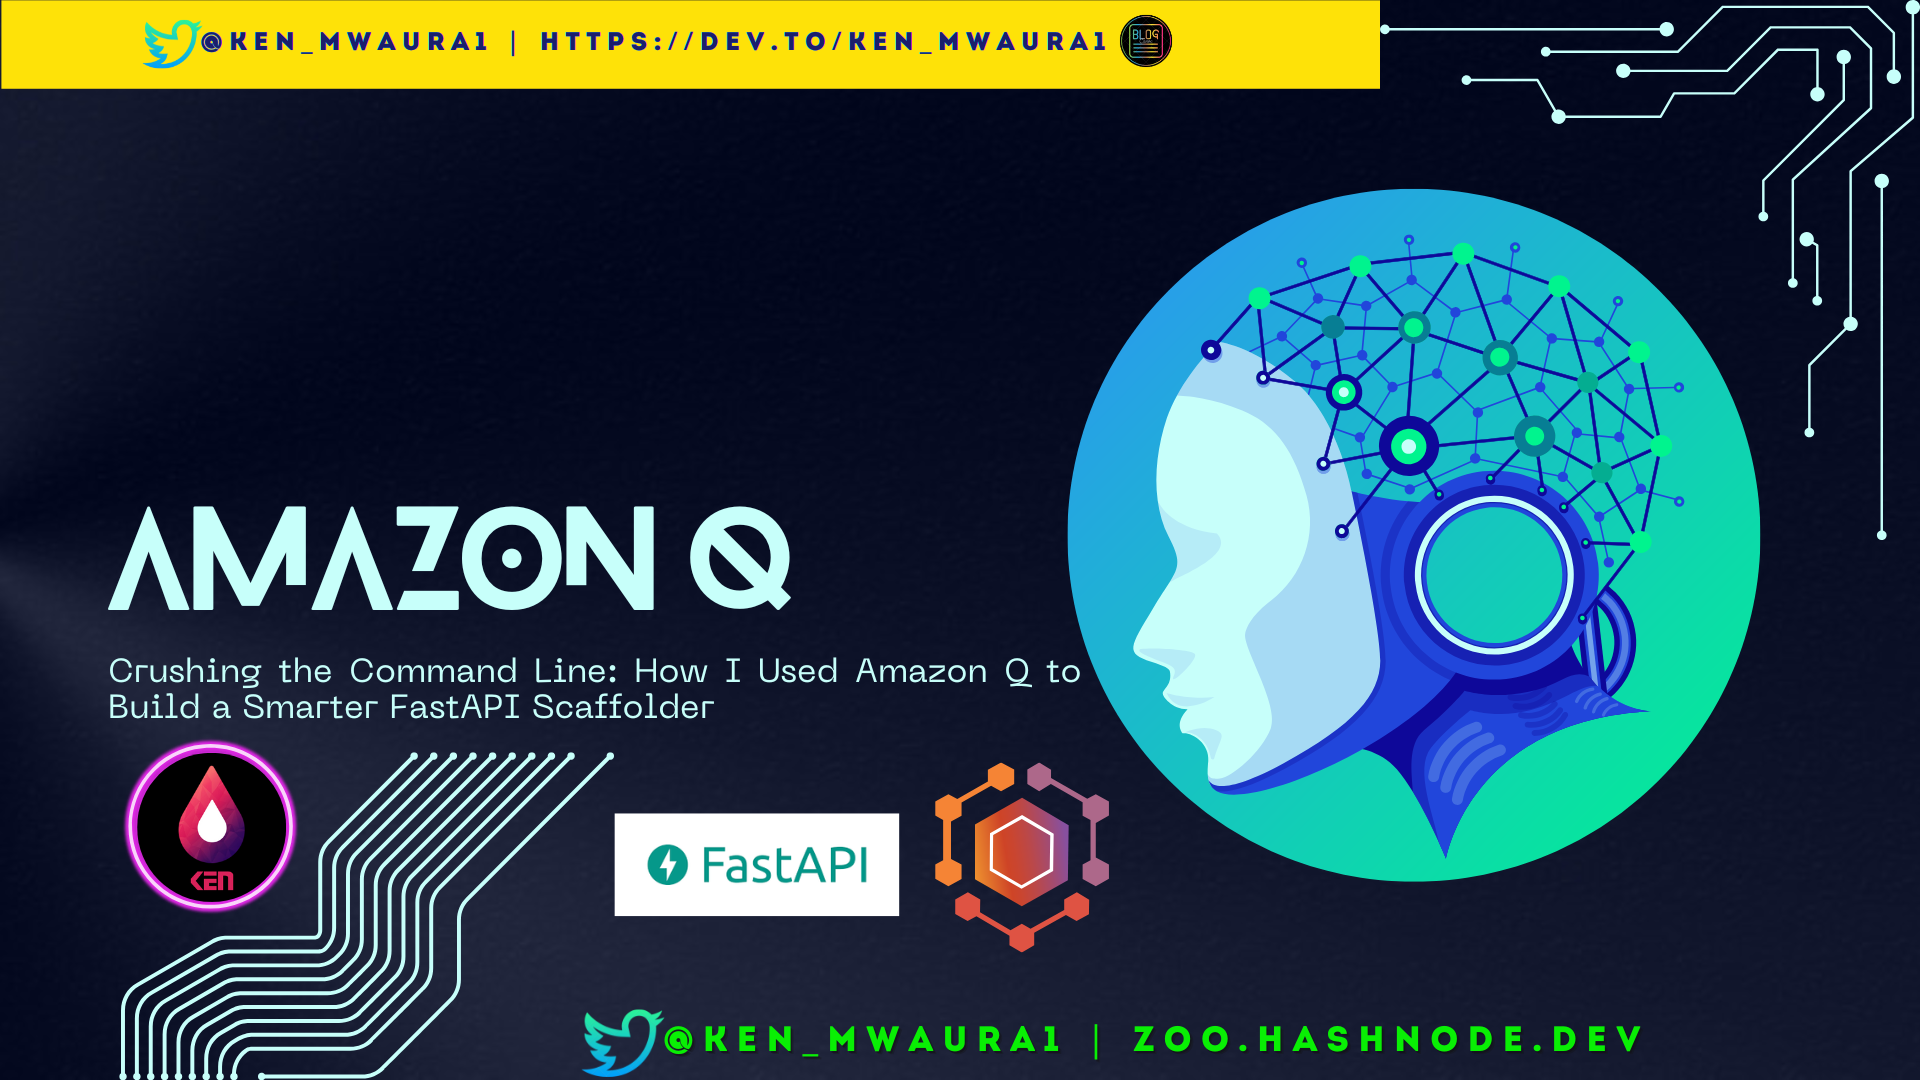 @KEN_MWAURA1 | HTTPS://DEV.TO/KEN_MWAURA1
BLOG
AMAZON Q
Crushing the Command Line: How I Used Amazon Q to
Build a Smarter FastAPI Scaffolder
KEN
FastAPI
@KEN_MWAURA1 | ZOO.HASHNODE.DEV